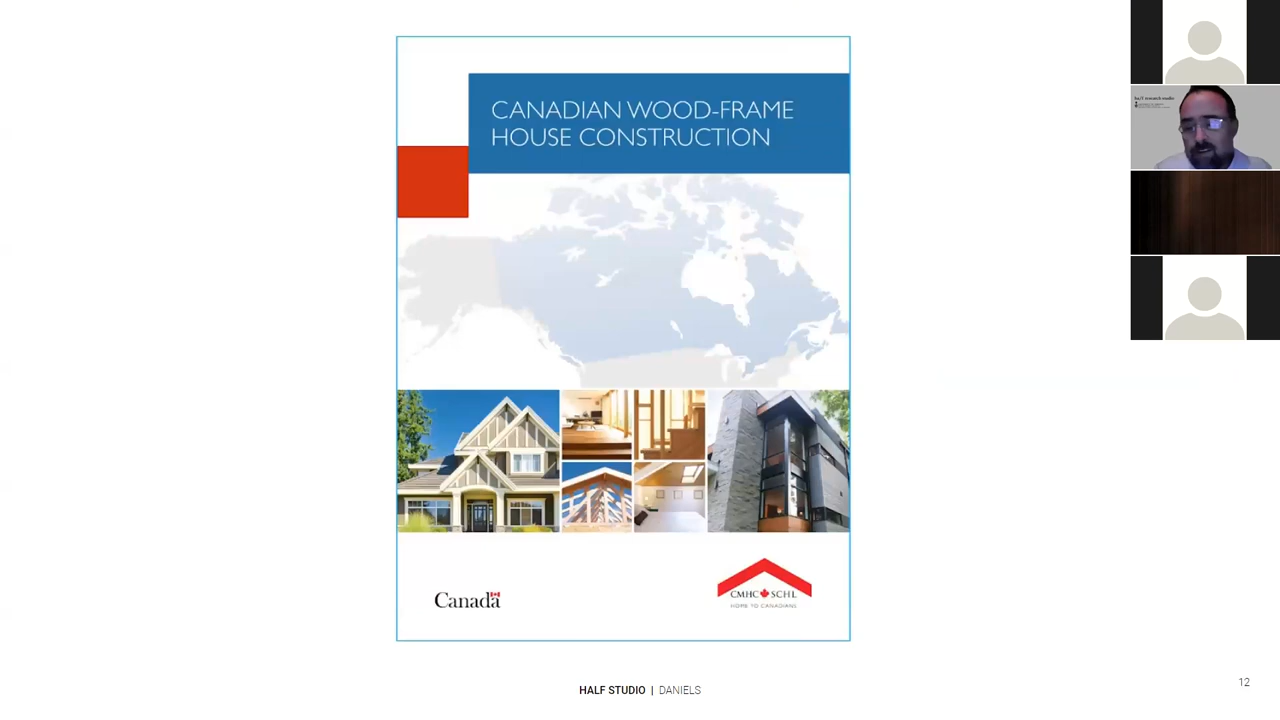 CANADIAN WOOD-FRAME
HOUSE CONSTRUCTION
Canada
CMHC SCHL
HOME TO CANADIANS
HALF STUDIO | DANIELS
12